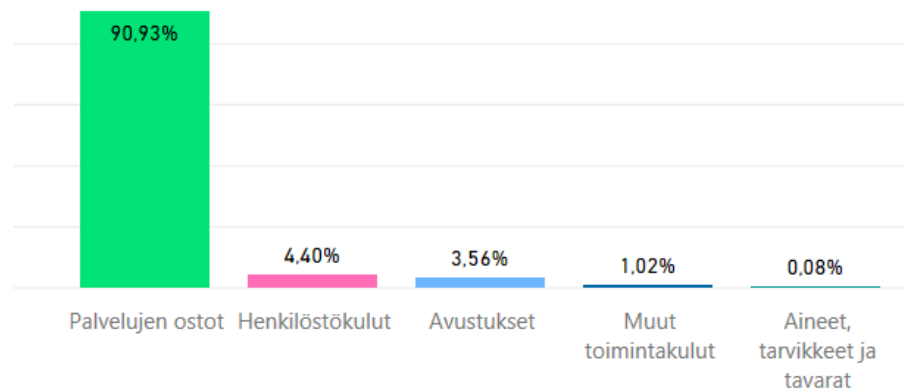 90,93%
4,40%
3,56%
1,02%
0,08%
Palvelujen ostot
Henkilöstökulut
Avustukset
Muut
toimintakulut
Aineet,
tarvikkeet ja
tavarat